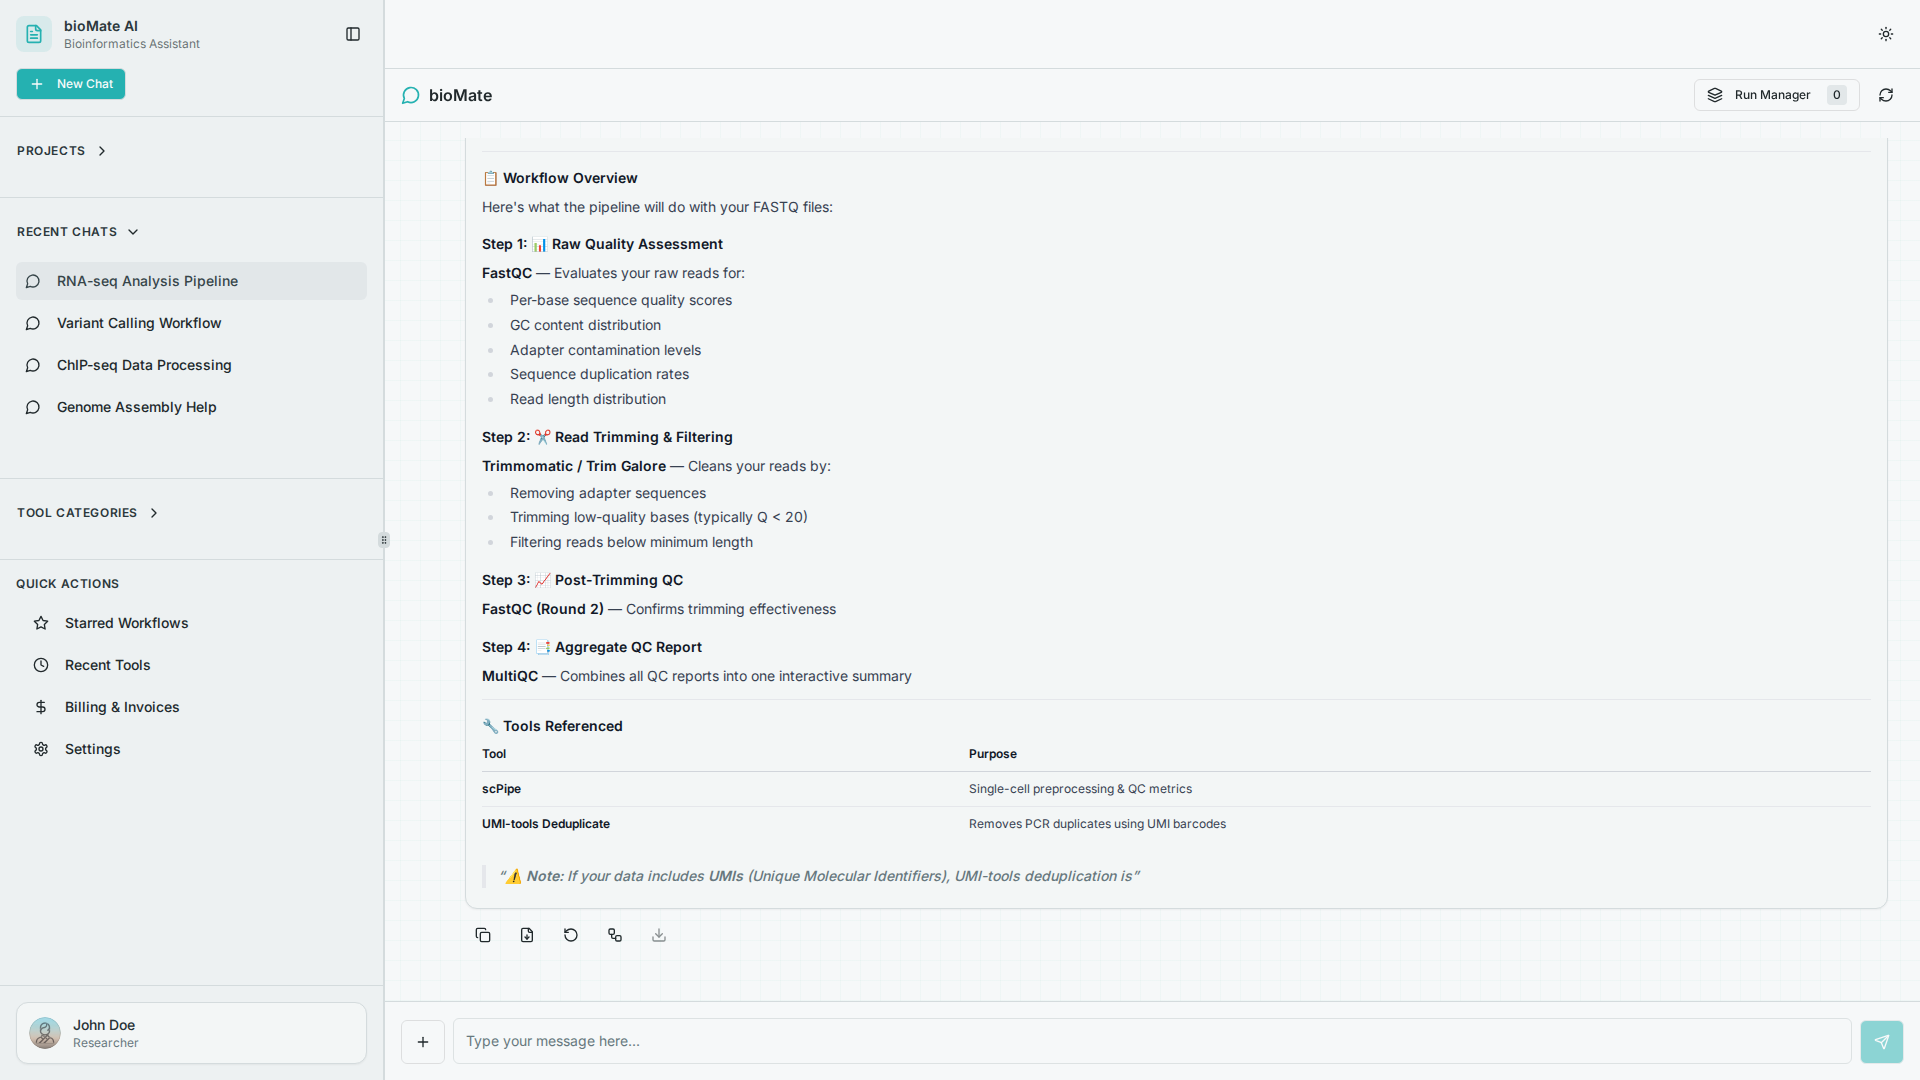 bioMate AI
Bioinformatics Assistant
New Chat
PROJECTS
RECENT CHATS
RNA-seq Analysis Pipeline
Variant Calling Workflow
ChIP-seq Data Processing
Genome Assembly Help
TOOL CATEGORIES
QUICK ACTIONS
Starred Workflows
Recent Tools
Billing & Invoices
Settings
John Doe
Researcher
bioMate
Run Manager 0
📋 Workflow Overview
Here's what the pipeline will do with your FASTQ files:
Step 1: 📊 Raw Quality Assessment
FastQC — Evaluates your raw reads for:
Per-base sequence quality scores
GC content distribution
Adapter contamination levels
Sequence duplication rates
Read length distribution
Step 2: ✂️ Read Trimming & Filtering
Trimmomatic / Trim Galore — Cleans your reads by:
Removing adapter sequences
Trimming low-quality bases (typically Q < 20)
Filtering reads below minimum length
Step 3: 📈 Post-Trimming QC
FastQC (Round 2) — Confirms trimming effectiveness
Step 4: 📑 Aggregate QC Report
MultiQC — Combines all QC reports into one interactive summary
🔧 Tools Referenced
Tool Purpose
scPipe Single-cell preprocessing & QC metrics
UMI-tools Deduplicate Removes PCR duplicates using UMI barcodes
“⚠️ Note: If your data includes UMIs (Unique Molecular Identifiers), UMI-tools deduplication is”
Type your message here...